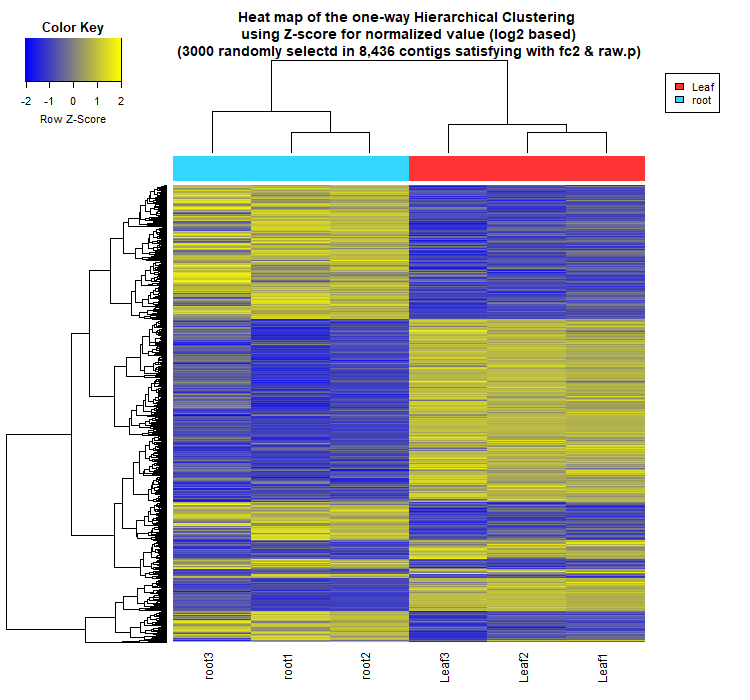 Heat map of the one-way Hierarchical Clustering
using Z-score for normalized value (log2 based)
(3000 randomly selectd in 8,436 contigs satisfying with fc2 & raw.p)
Color Key
-2 -1 0 1 2
Row Z-Score
Leaf
root
root3 root1 root2 Leaf3 Leaf2 Leaf1